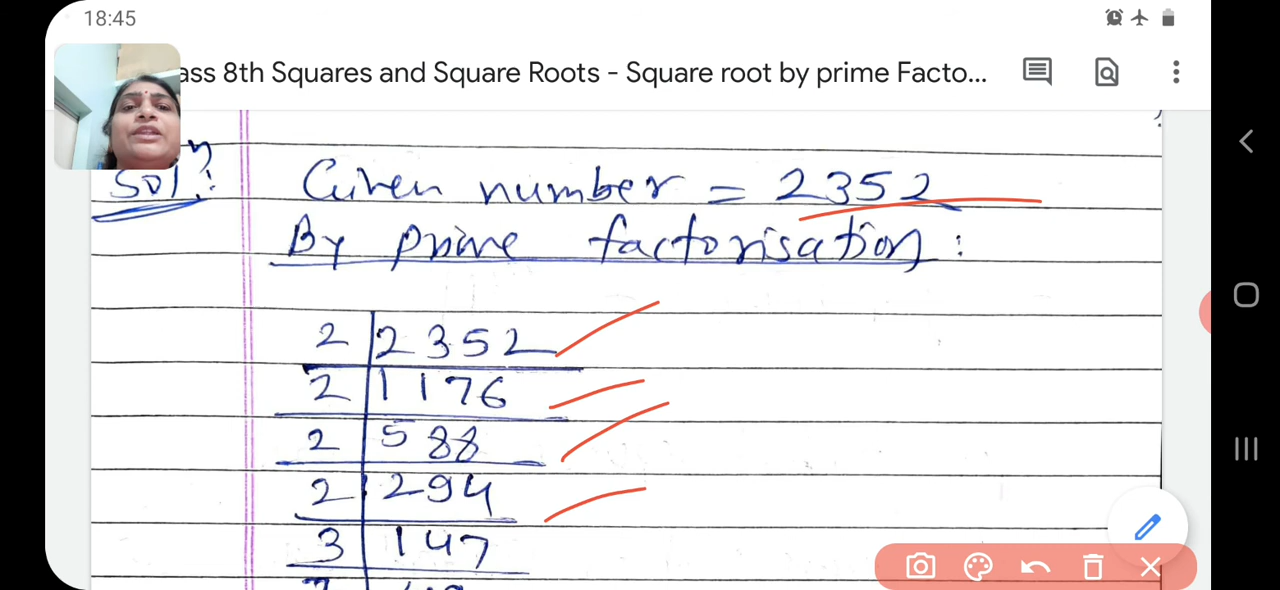 18:45
ass 8th Squares and Square Roots - Square root by prime Facto...
Soln:
Given number = 2352
By prime factorisation:
2 2352
2 1176
2 588
2 294
3 147